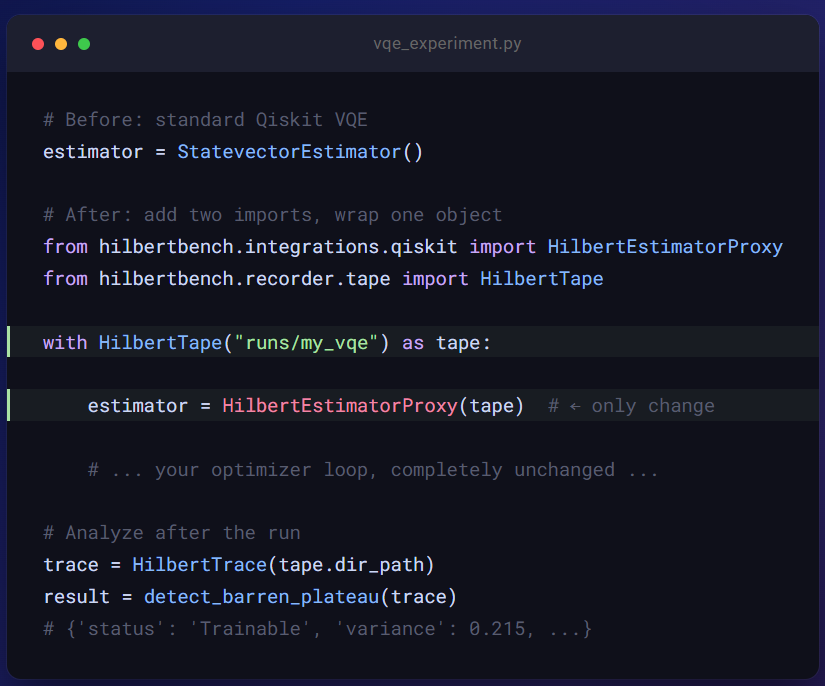 vqe_experiment.py
# Before: standard Qiskit VQE
estimator = StatevectorEstimator()
# After: add two imports, wrap one object
from hilbertbench.integrations.qiskit import HilbertEstimatorProxy
from hilbertbench.recorder.tape import HilbertTape
with HilbertTape("runs/my_vqe") as tape:
    estimator = HilbertEstimatorProxy(tape)  # ← only change
    # ... your optimizer loop, completely unchanged ...
# Analyze after the run
trace = HilbertTrace(tape.dir_path)
result = detect_barren_plateau(trace)
# {'status': 'Trainable', 'variance': 0.215, ...}